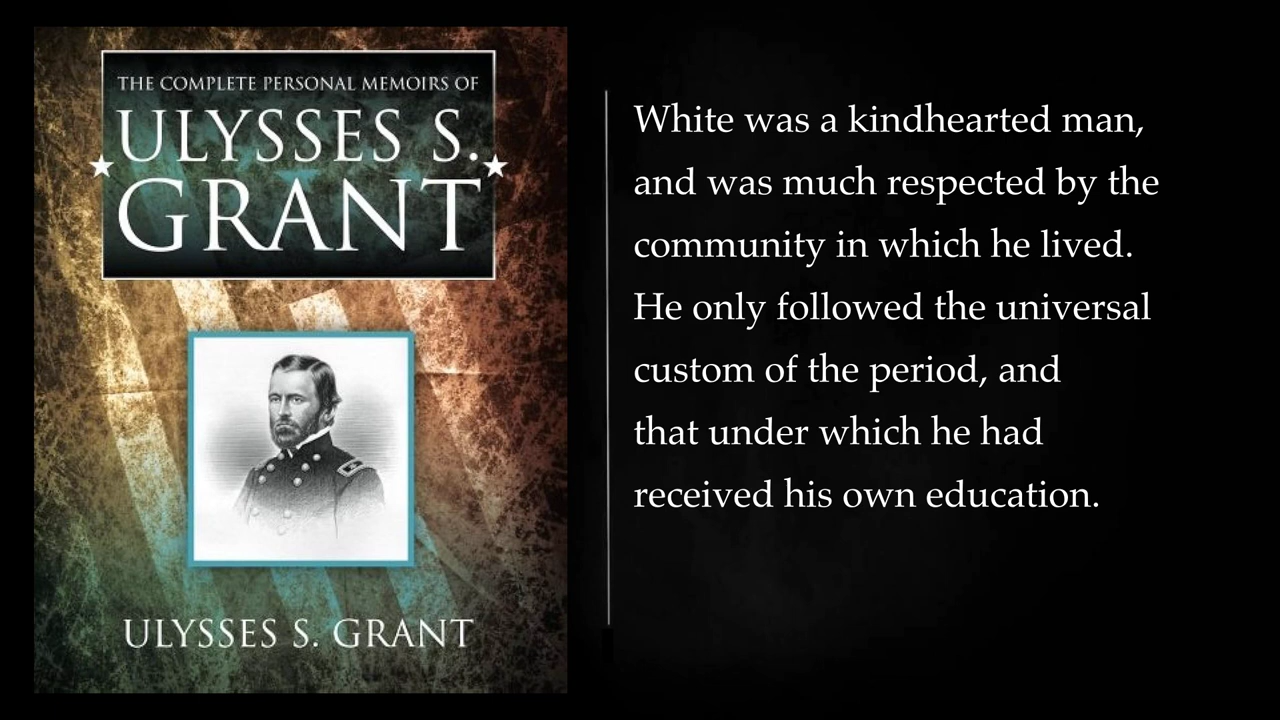 THE COMPLETE PERSONAL MEMOIRS OF
ULYSSES S.
GRANT
ULYSSES S. GRANT
White was a kindhearted man,
and was much respected by the
community in which he lived.
He only followed the universal
custom of the period, and
that under which he had
received his own education.